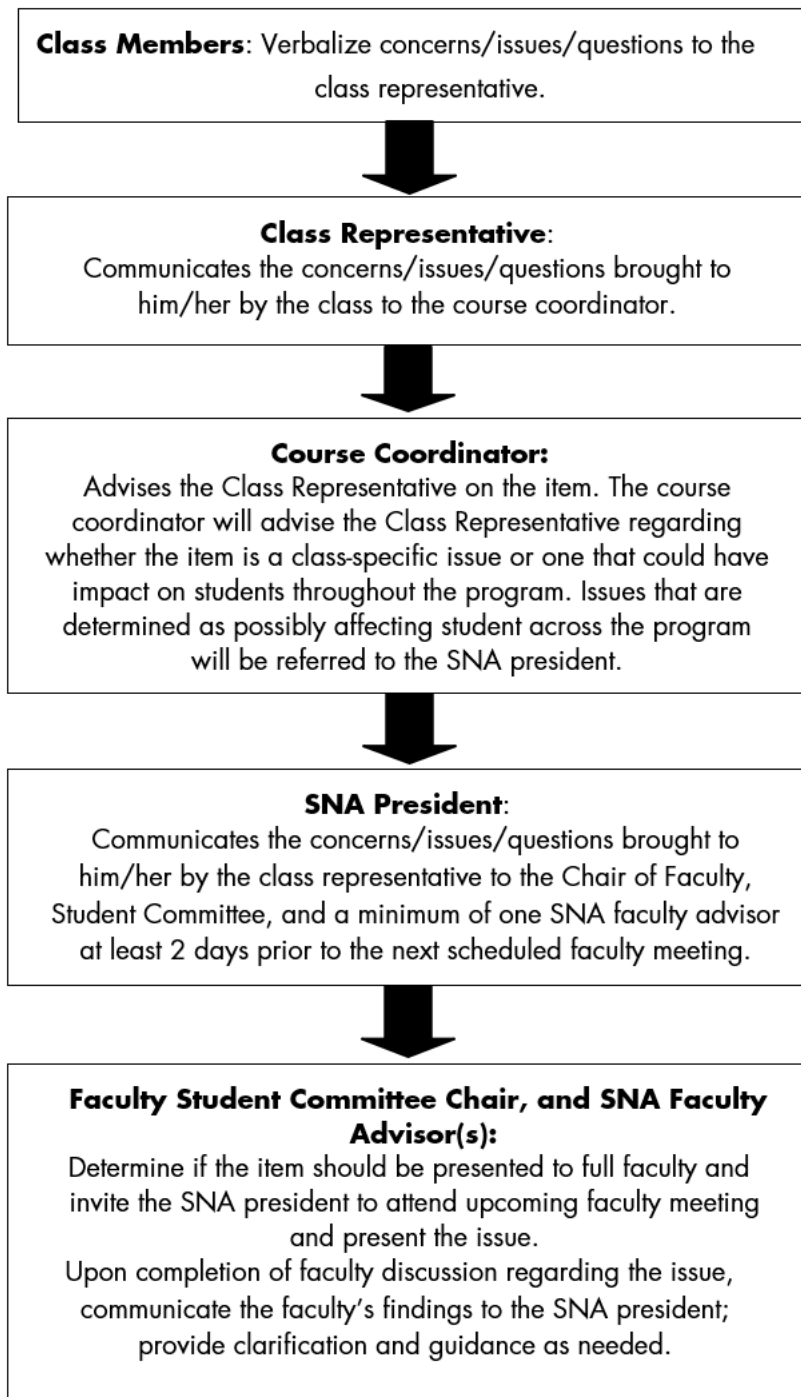 Class Members: Verbalize concerns/issues/questions to the
class representative.
Class Representative:
Communicates the concerns/issues/questions brought to
him/her by the class to the course coordinator.
Course Coordinator:
Advises the Class Representative on the item. The course
coordinator will advise the Class Representative regarding
whether the item is a class-specific issue or one that could have
impact on students throughout the program. Issues that are
determined as possibly affecting student across the program
will be referred to the SNA president.
SNA President:
Communicates the concerns/issues/questions brought to
him/her by the class representative to the Chair of Faculty,
Student Committee, and a minimum of one SNA faculty advisor
at least 2 days prior to the next scheduled faculty meeting.
Faculty Student Committee Chair, and SNA Faculty
Advisor(s):
Determine if the item should be presented to full faculty and
invite the SNA president to attend upcoming faculty meeting
and present the issue.
Upon completion of faculty discussion regarding the issue,
communicate the faculty’s findings to the SNA president;
provide clarification and guidance as needed.